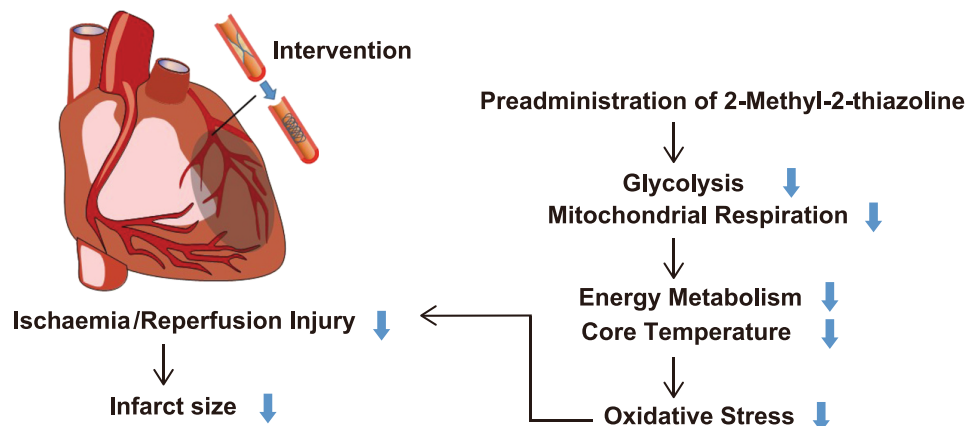 Intervention
Preadministration of 2-Methyl-2-thiazoline
Glycolysis
Mitochondrial Respiration
Energy Metabolism
Core Temperature
Oxidative Stress
Ischaemia/Reperfusion Injury
Infarct size